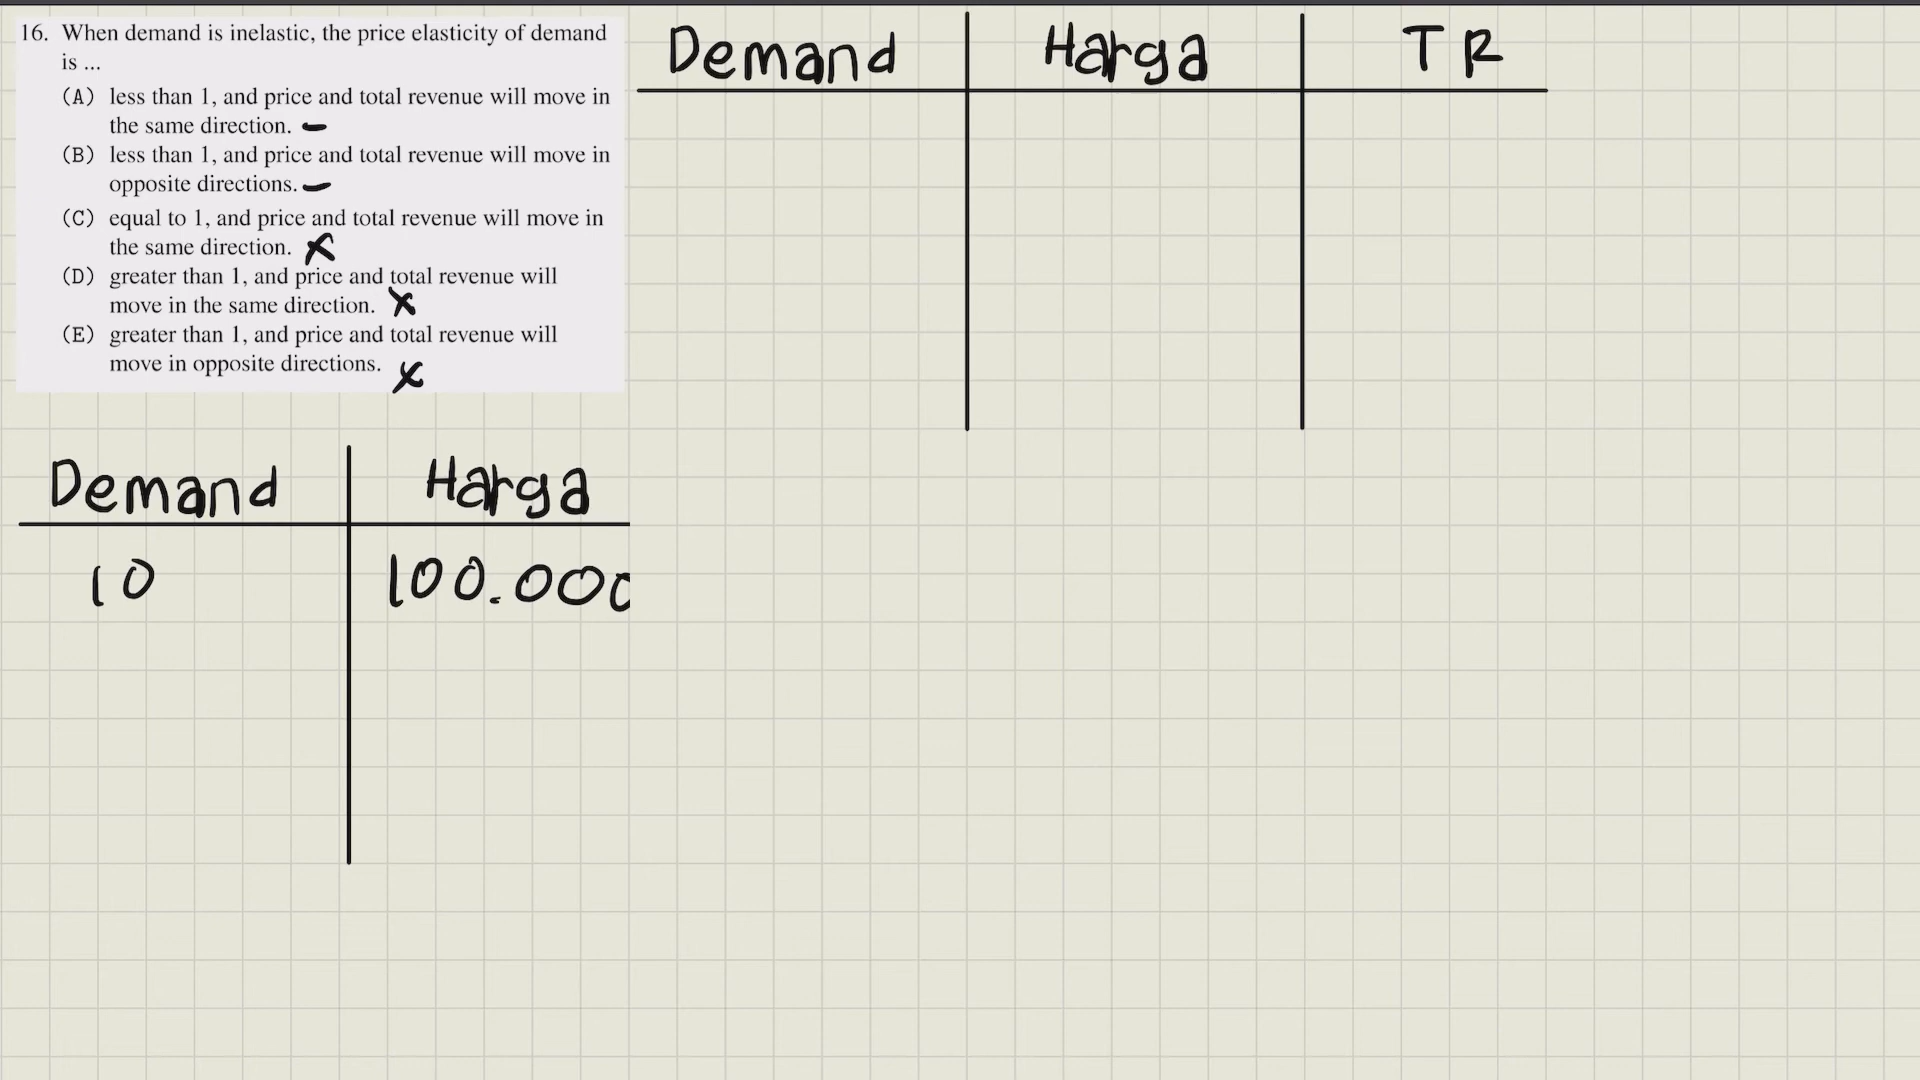 16. When demand is inelastic, the price elasticity of demand
is ...
(A) less than 1, and price and total revenue will move in
the same direction.
(B) less than 1, and price and total revenue will move in
opposite directions.
(C) equal to 1, and price and total revenue will move in
the same direction.
(D) greater than 1, and price and total revenue will
move in the same direction.
(E) greater than 1, and price and total revenue will
move in opposite directions.
Demand Harga TR
Demand Harga
10 100.000